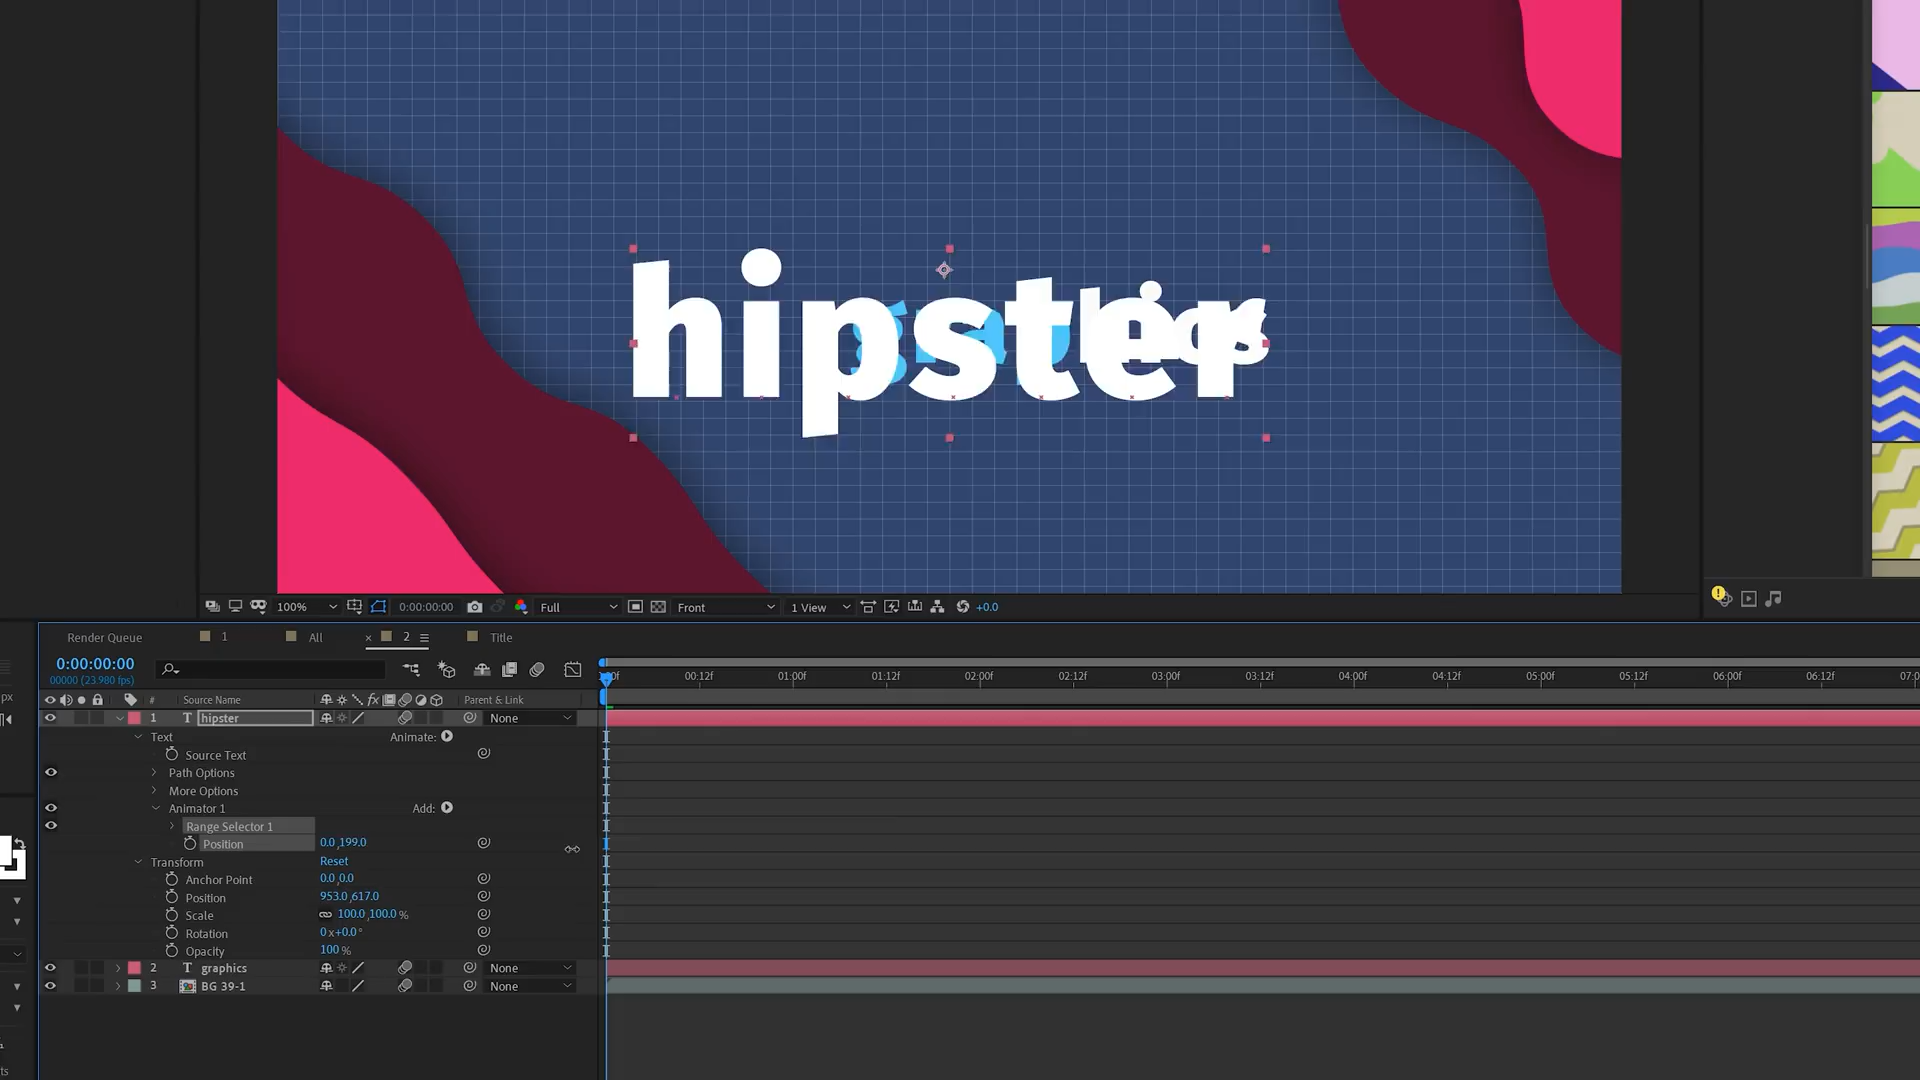 hipster
100%
0:00:00:00
Full
Front
1 View
+0.0
Render Queue
1
All
× 2
Title
0:00:00:00
00000 (23.980 fps)
00:12f
01:00f
01:12f
02:00f
02:12f
03:00f
03:12f
04:00f
04:12f
05:00f
05:12f
06:00f
06:12f
px
# Source Name
fx
Parent & Link
1 T hipster
None
Text
Animate:
Source Text
Path Options
More Options
Animator 1
Add:
Range Selector 1
Position 0.0,199.0
Transform Reset
Anchor Point 0.0,0.0
Position 953.0,617.0
Scale 100.0,100.0 %
Rotation 0x+0.0°
Opacity 100 %
2 T graphics
None
3 BG 39-1
None
ts